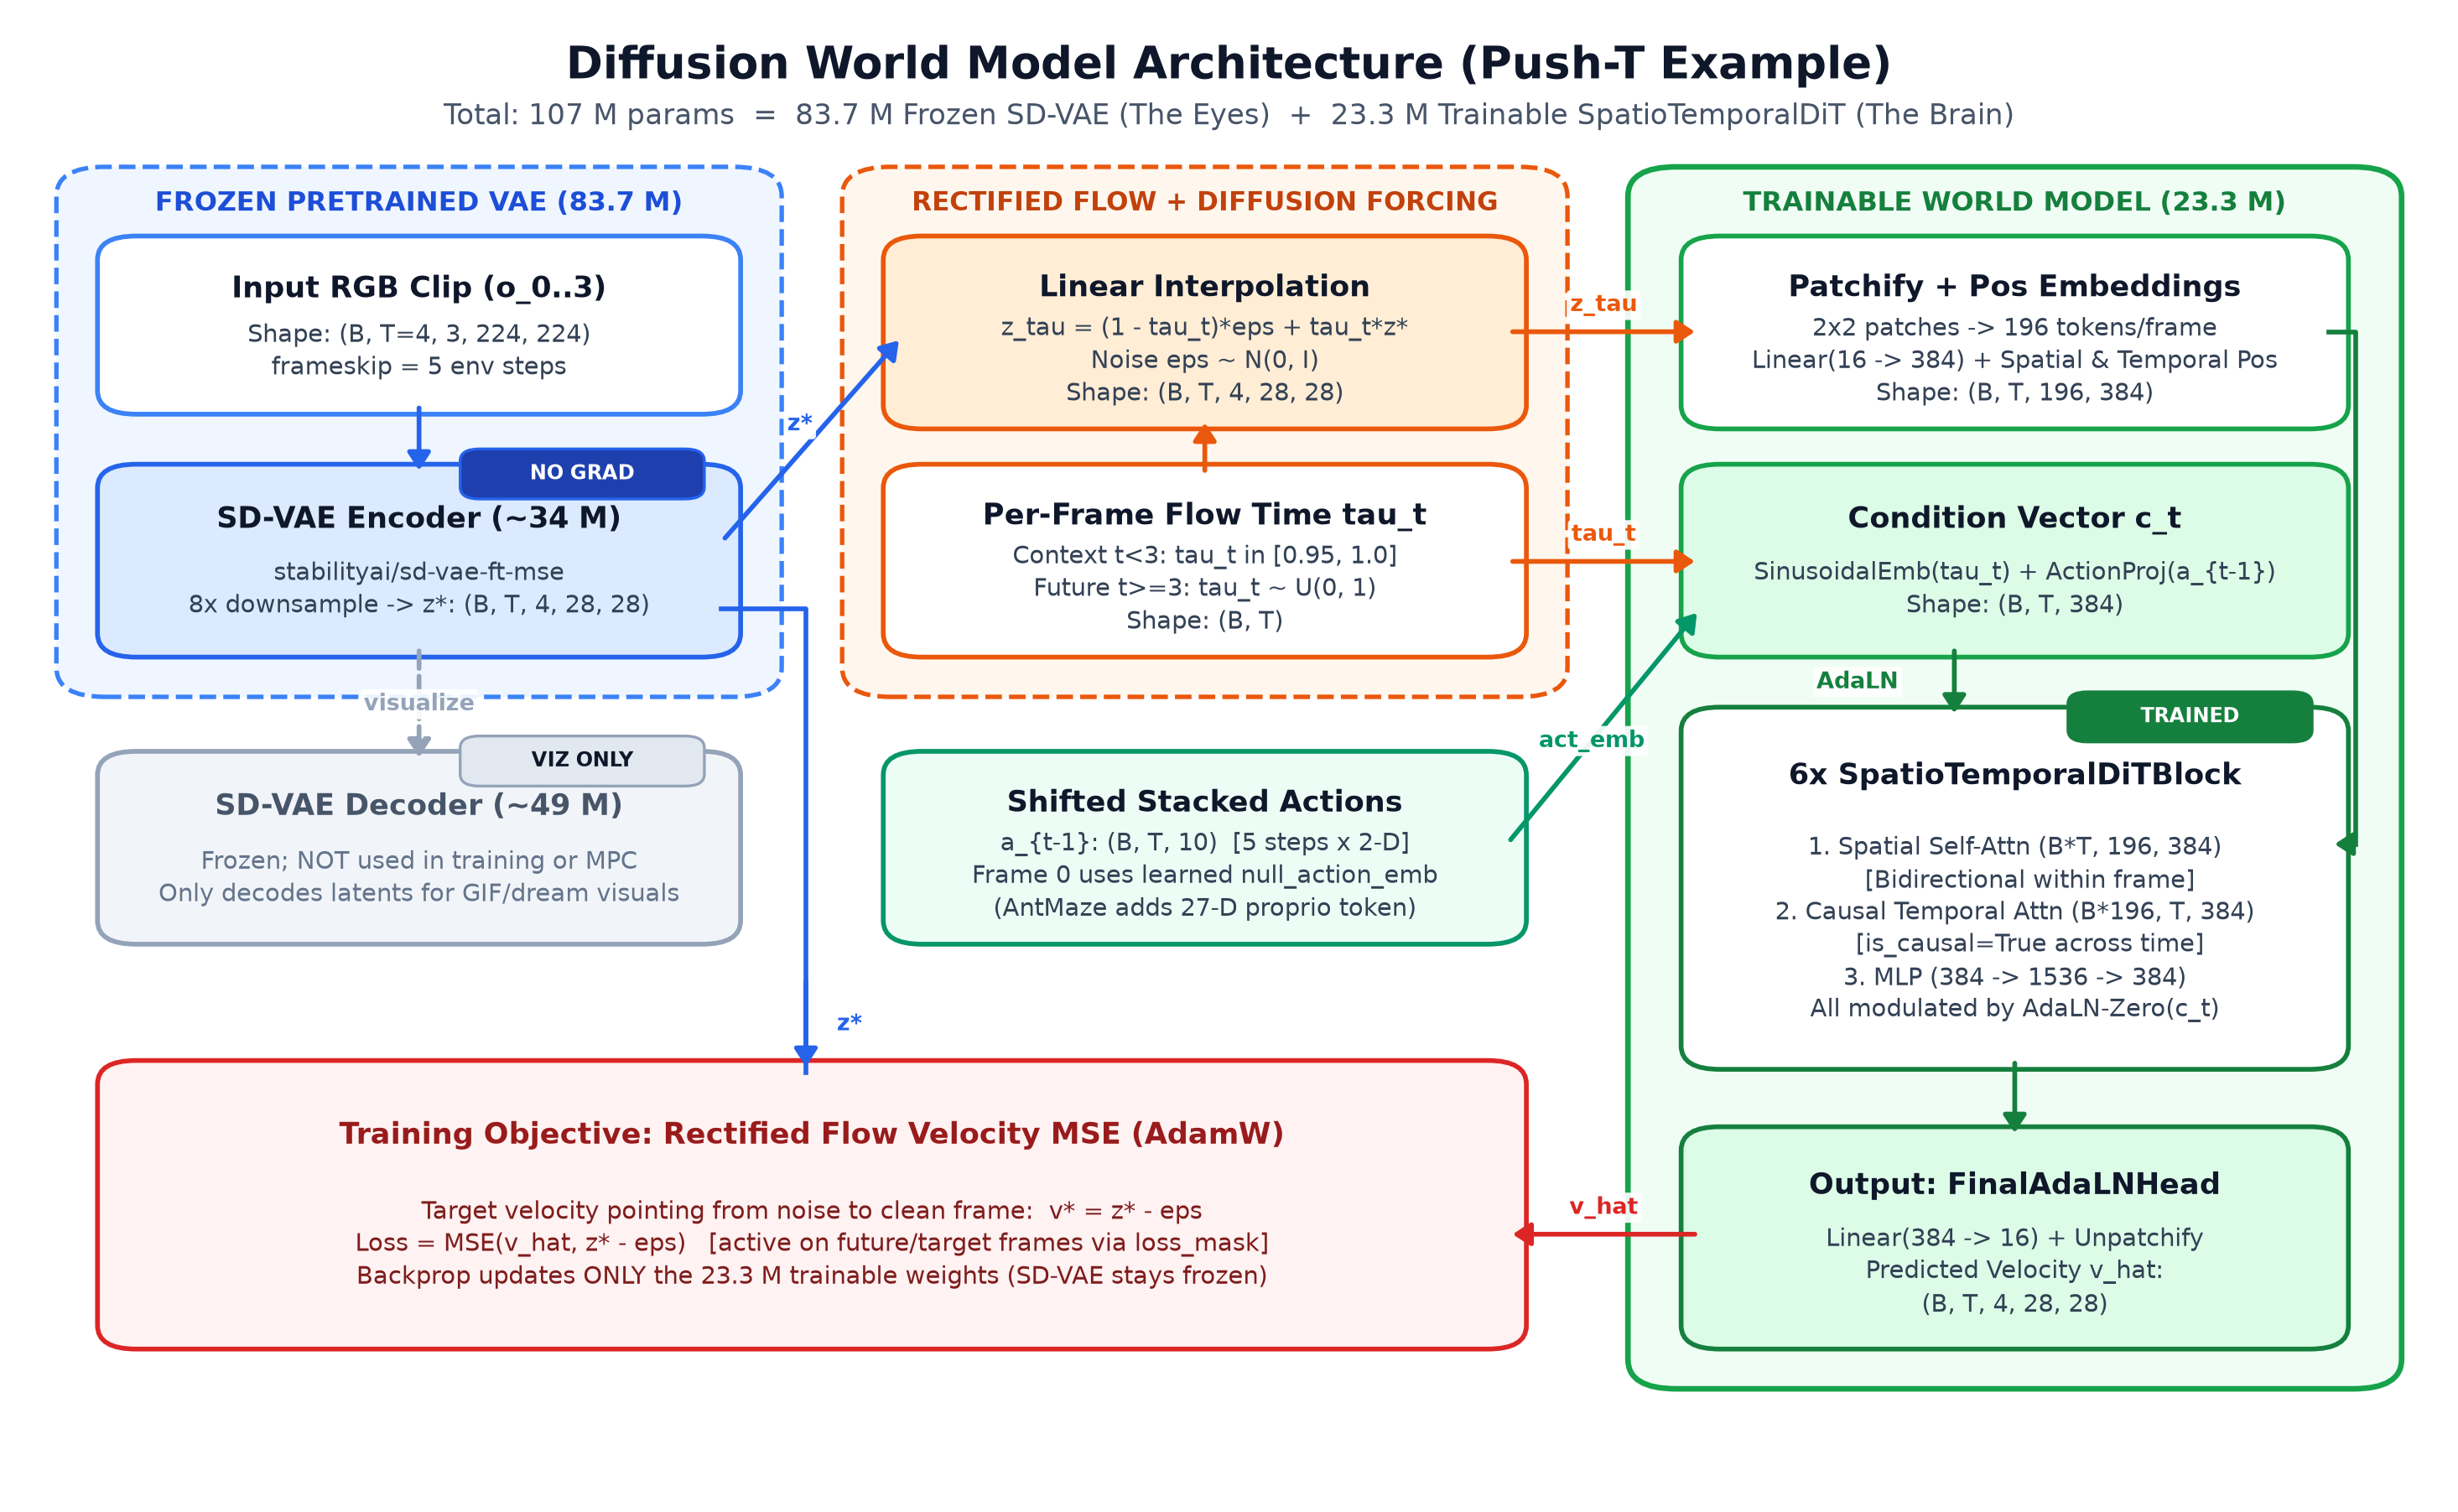 Diffusion World Model Architecture (Push-T Example)
Total: 107 M params = 83.7 M Frozen SD-VAE (The Eyes) + 23.3 M Trainable SpatioTemporalDiT (The Brain)
FROZEN PRETRAINED VAE (83.7 M)
Input RGB Clip (o_0..3)
Shape: (B, T=4, 3, 224, 224)
frameskip = 5 env steps
NO GRAD
SD-VAE Encoder (~34 M)
stabilityai/sd-vae-ft-mse
8x downsample -> z*: (B, T, 4, 28, 28)
visualize
VIZ ONLY
SD-VAE Decoder (~49 M)
Frozen; NOT used in training or MPC
Only decodes latents for GIF/dream visuals
z*
z*
RECTIFIED FLOW + DIFFUSION FORCING
Linear Interpolation
z_tau = (1 - tau_t)*eps + tau_t*z*
Noise eps ~ N(0, I)
Shape: (B, T, 4, 28, 28)
Per-Frame Flow Time tau_t
Context t<3: tau_t in [0.95, 1.0]
Future t>=3: tau_t ~ U(0, 1)
Shape: (B, T)
Shifted Stacked Actions
a_{t-1}: (B, T, 10) [5 steps x 2-D]
Frame 0 uses learned null_action_emb
(AntMaze adds 27-D proprio token)
z_tau
tau_t
act_emb
TRAINABLE WORLD MODEL (23.3 M)
Patchify + Pos Embeddings
2x2 patches -> 196 tokens/frame
Linear(16 -> 384) + Spatial & Temporal Pos
Shape: (B, T, 196, 384)
Condition Vector c_t
SinusoidalEmb(tau_t) + ActionProj(a_{t-1})
Shape: (B, T, 384)
AdaLN
TRAINED
6x SpatioTemporalDiTBlock
1. Spatial Self-Attn (B*T, 196, 384)
[Bidirectional within frame]
2. Causal Temporal Attn (B*196, T, 384)
[is_causal=True across time]
3. MLP (384 -> 1536 -> 384)
All modulated by AdaLN-Zero(c_t)
Output: FinalAdaLNHead
Linear(384 -> 16) + Unpatchify
Predicted Velocity v_hat:
(B, T, 4, 28, 28)
v_hat
Training Objective: Rectified Flow Velocity MSE (AdamW)
Target velocity pointing from noise to clean frame: v* = z* - eps
Loss = MSE(v_hat, z* - eps) [active on future/target frames via loss_mask]
Backprop updates ONLY the 23.3 M trainable weights (SD-VAE stays frozen)